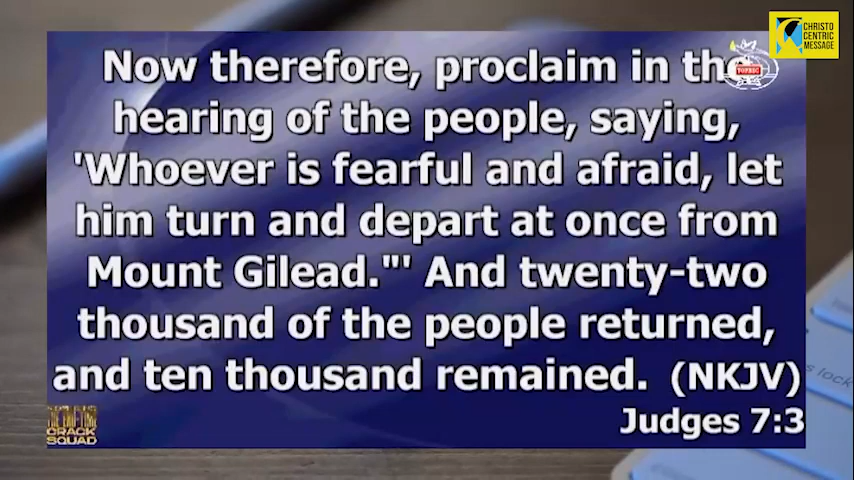 CHRISTO
CENTRIC
MESSAGE
Now therefore, proclaim in the
TOPREC
hearing of the people, saying,
'Whoever is fearful and afraid, let
him turn and depart at once from
Mount Gilead."' And twenty-two
thousand of the people returned,
and ten thousand remained. (NKJV)
Judges 7:3
CRACK
SQUAD
lock